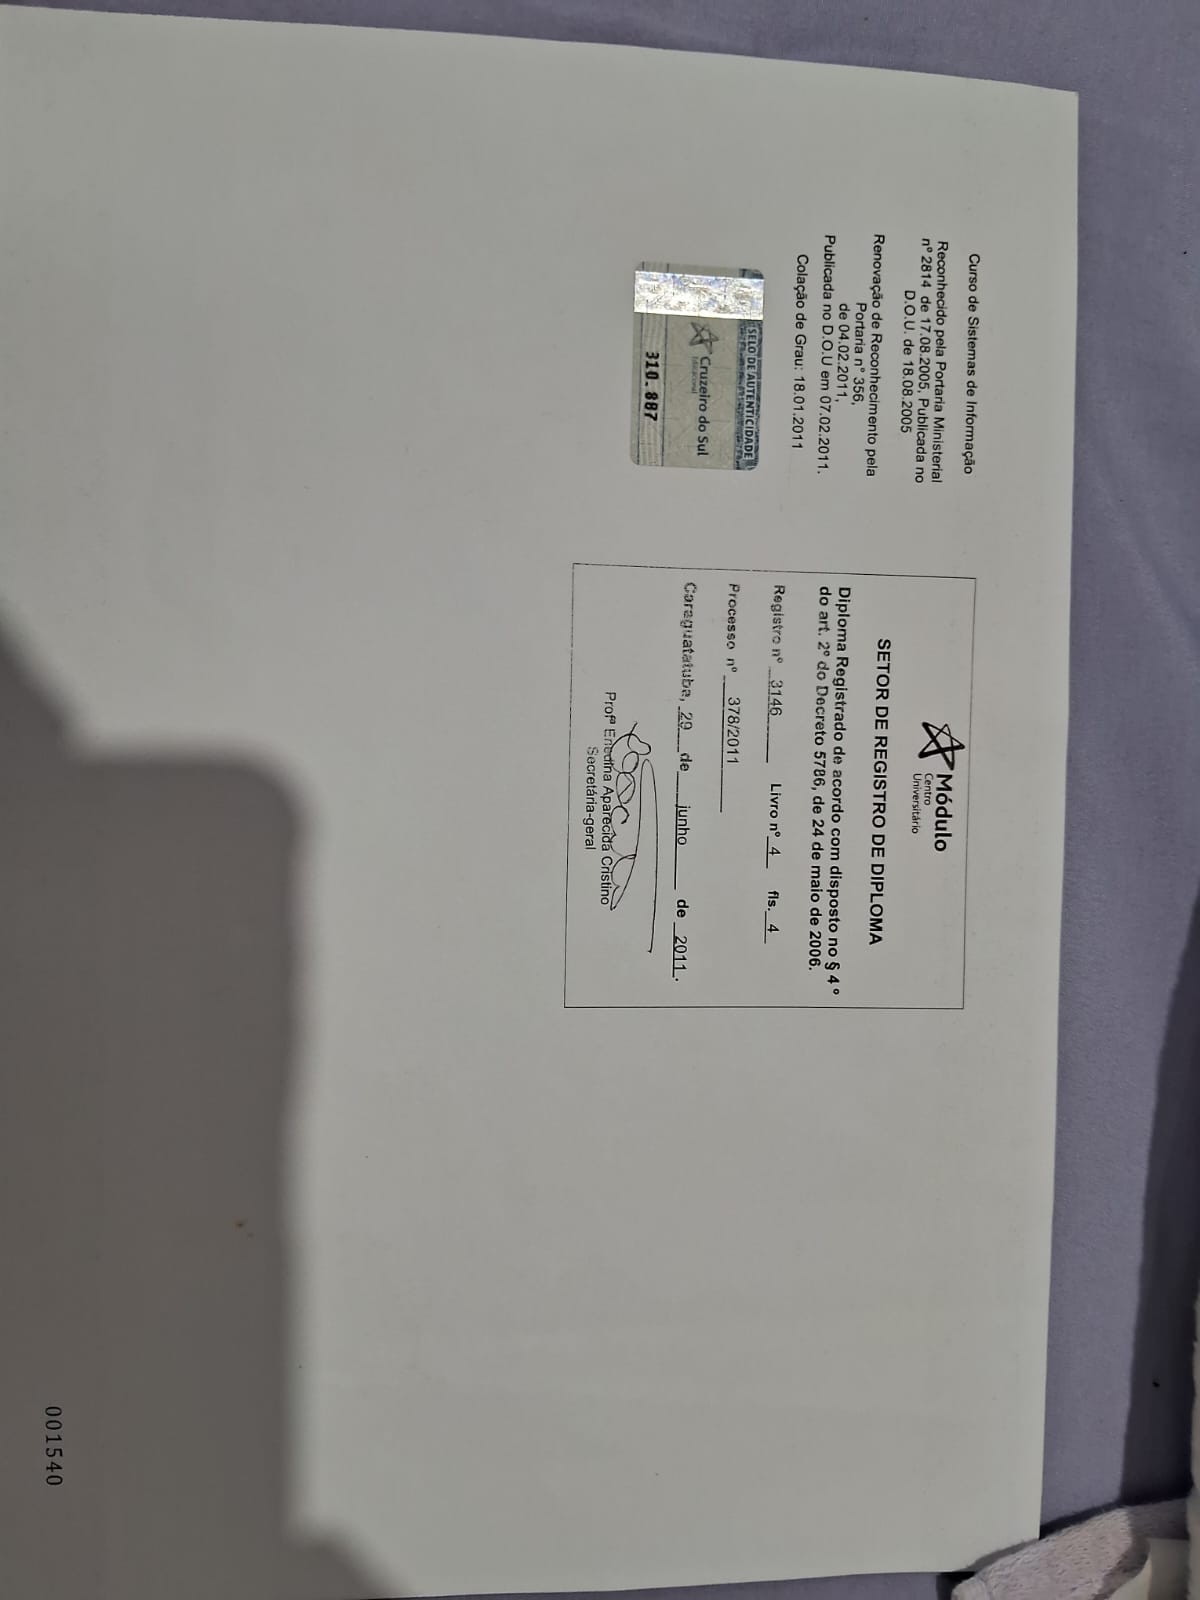 Curso de Sistemas de Informação
Reconhecido pela Portaria Ministerial
nº 2814 de 17.08.2005, Publicada no
D.O.U. de 18.08.2005
Renovação de Reconhecimento pela
Portaria n° 356,
de 04.02.2011,
Publicada no D.O.U em 07.02.2011.
Colação de Grau: 18.01.2011
SELO DE AUTENTICIDADE
Cruzeiro do Sul
310.887
Módulo
Centro
Universitário
SETOR DE REGISTRO DE DIPLOMA
Diploma Registrado de acordo com disposto no § 4 º
do art. 2º do Decreto 5786, de 24 de maio de 2006.
Registro nº 3146 Livro nº 4 fls. 4
Processo nº 378/2011
Caraguatatuba, 29 de junho de 2011.
Profª Enedina Aparecida Cristino
Secretária-geral
001540